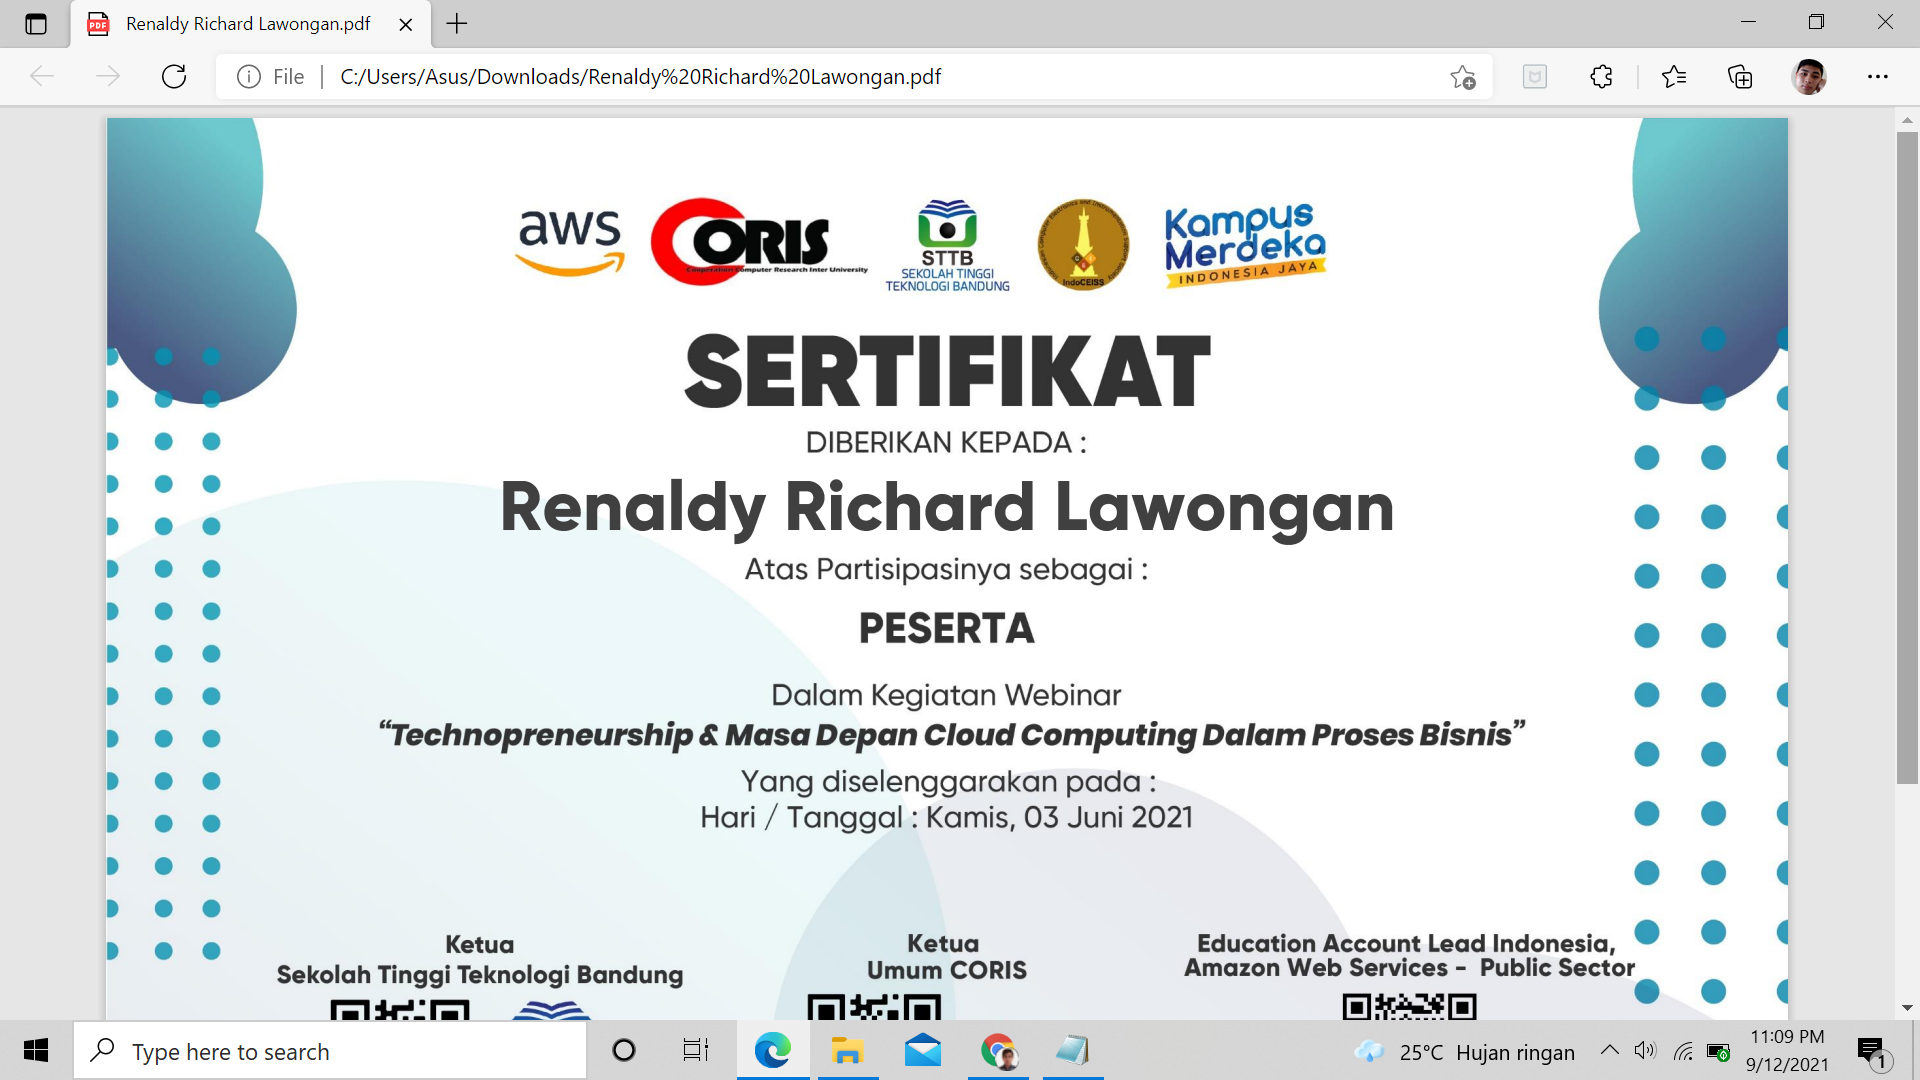 Renaldy Richard Lawongan.pdf
File
C:/Users/Asus/Downloads/Renaldy%20Richard%20Lawongan.pdf
aws
CORIS
Cooperation Computer Research Inter University
STTB
SEKOLAH TINGGI
TEKNOLOGI BANDUNG
IndoCEISS
Kampus
Merdeka
INDONESIA JAYA
SERTIFIKAT
DIBERIKAN KEPADA :
Renaldy Richard Lawongan
Atas Partisipasinya sebagai :
PESERTA
Dalam Kegiatan Webinar
“Technopreneurship & Masa Depan Cloud Computing Dalam Proses Bisnis”
Yang diselenggarakan pada :
Hari / Tanggal : Kamis, 03 Juni 2021
Ketua
Sekolah Tinggi Teknologi Bandung
Ketua
Umum CORIS
Education Account Lead Indonesia,
Amazon Web Services - Public Sector
Type here to search
25°C Hujan ringan
11:09 PM
9/12/2021
1